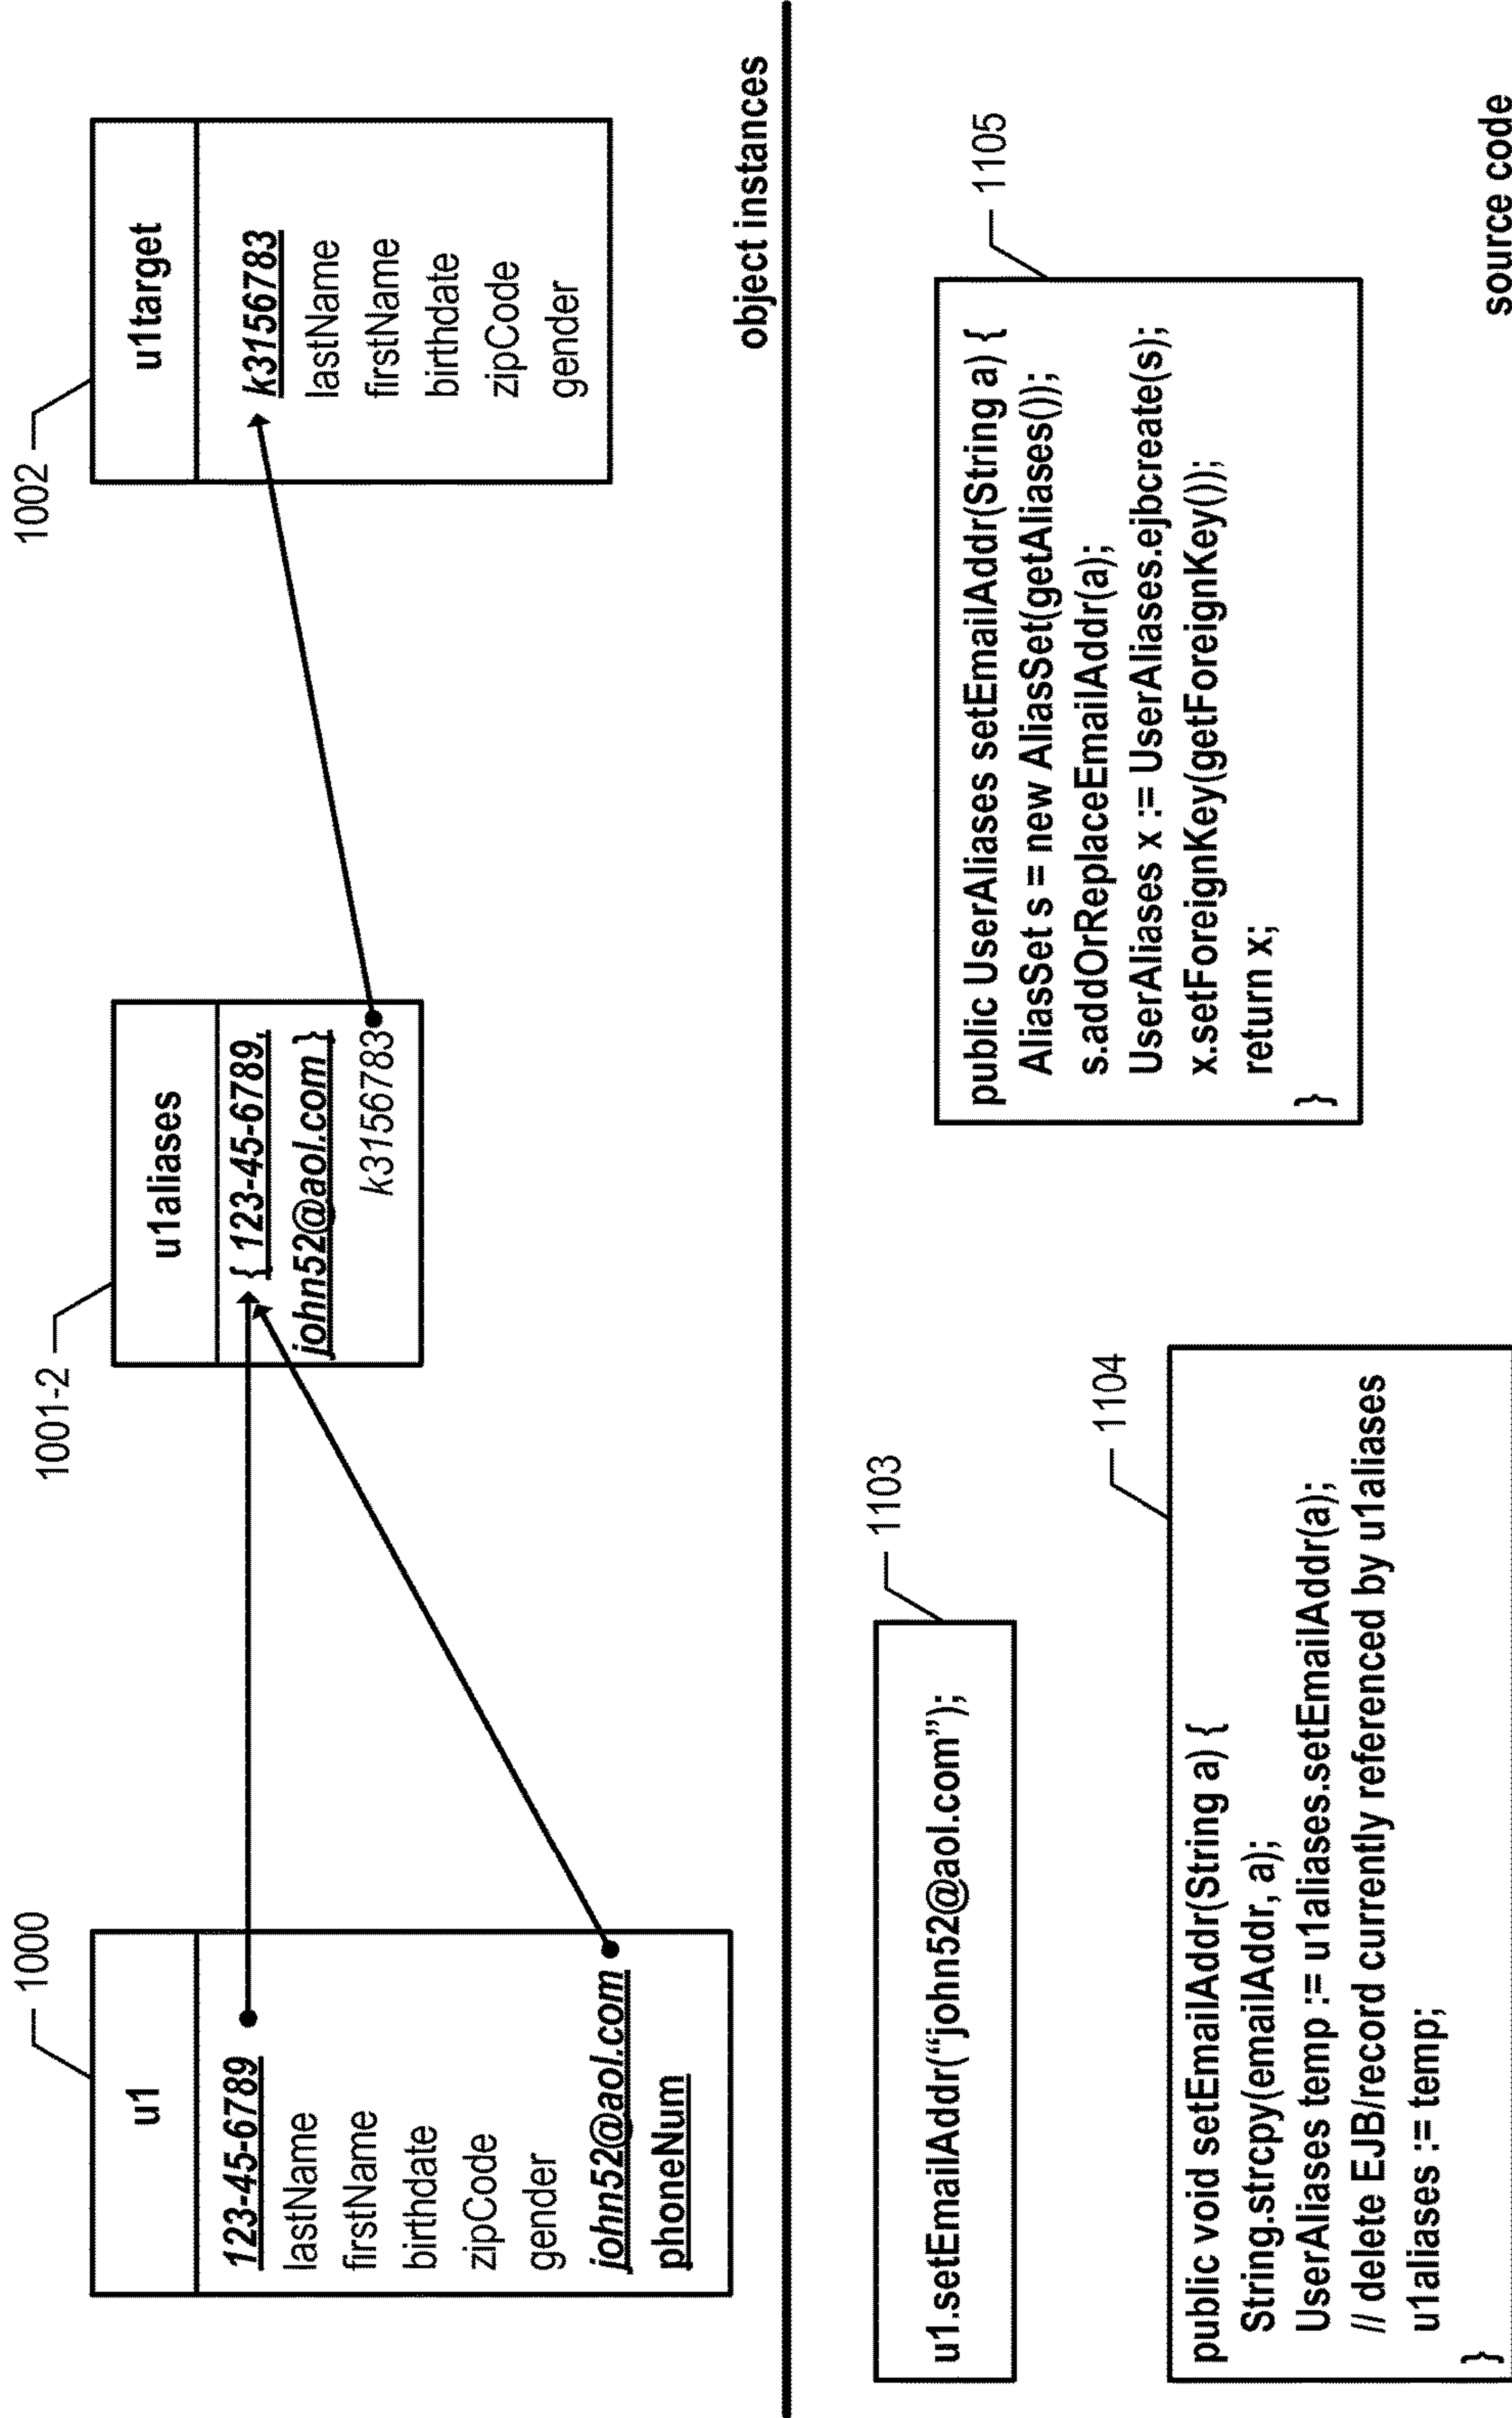 1000
u1
123-45-6789
lastName
firstName
birthdate
zipCode
gender
john52@aol.com
phoneNum
1001-2
u1aliases
{ 123-45-6789,
john52@aol.com }
k3156783
1002
u1target
k3156783
lastName
firstName
birthdate
zipCode
gender
object instances
1103
u1.setEmailAddr(“john52@aol.com”);
1104
public void setEmailAddr(String a) {
String.strcpy(emailAddr, a);
UserAliases temp := u1aliases.setEmailAddr(a);
// delete EJB/record currently referenced by u1aliases
u1aliases := temp;
}
1105
public UserAliases setEmailAddr(String a) {
AliasSet s = new AliasSet(getAliases());
s.addOrReplaceEmailAddr(a);
UserAliases x := UserAliases.ejbcreate(s);
x.setForeignKey(getForeignKey());
return x;
}
source code